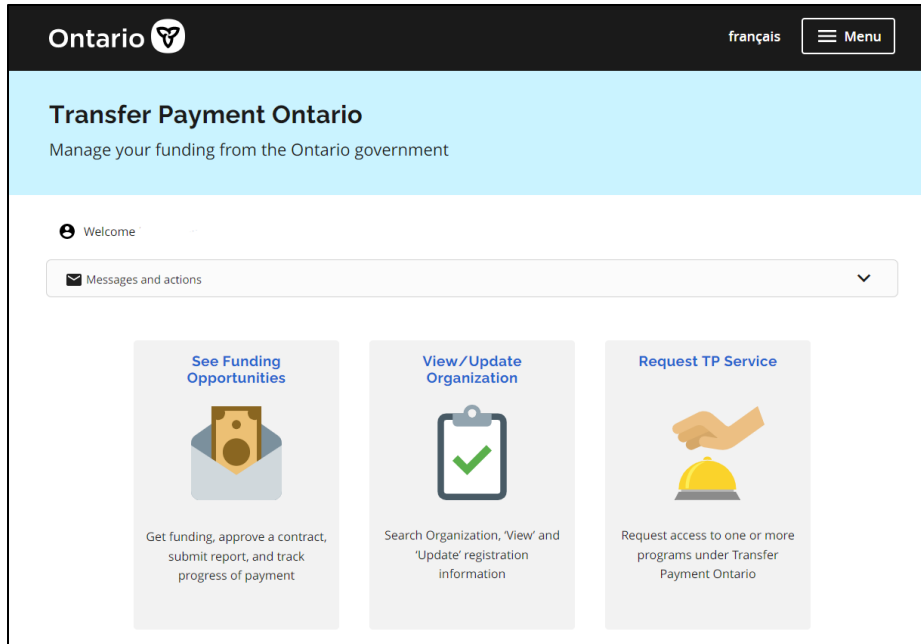 Ontario
français
Menu
Transfer Payment Ontario
Manage your funding from the Ontario government
Welcome
Messages and actions
See Funding
Opportunities
Get funding, approve a contract,
submit report, and track
progress of payment
View/Update
Organization
Search Organization, 'View' and
'Update' registration
information
Request TP Service
Request access to one or more
programs under Transfer
Payment Ontario